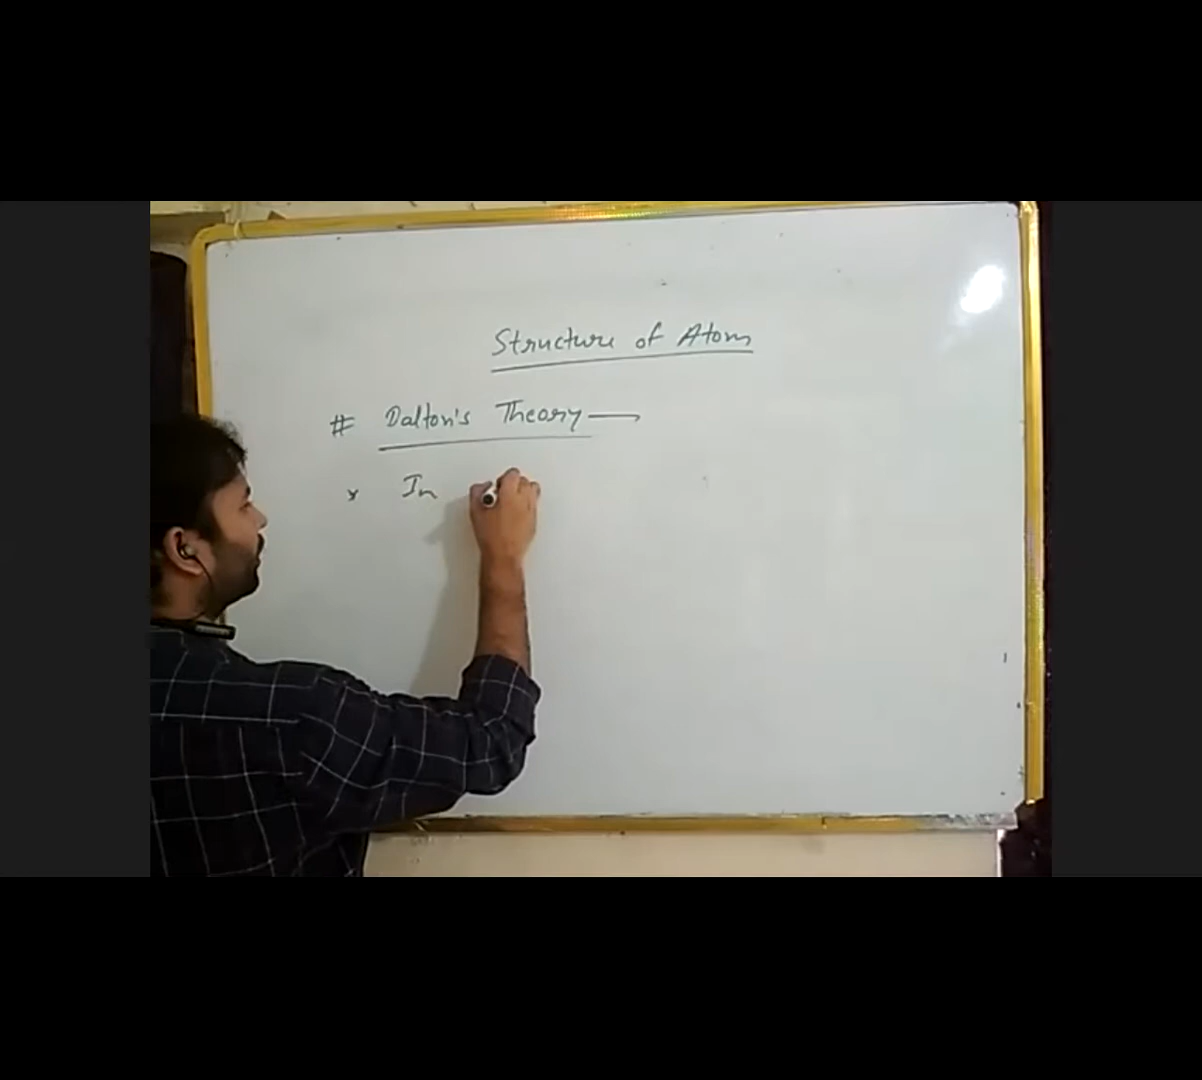 Structure of Atom
# Dalton's Theory →
* In